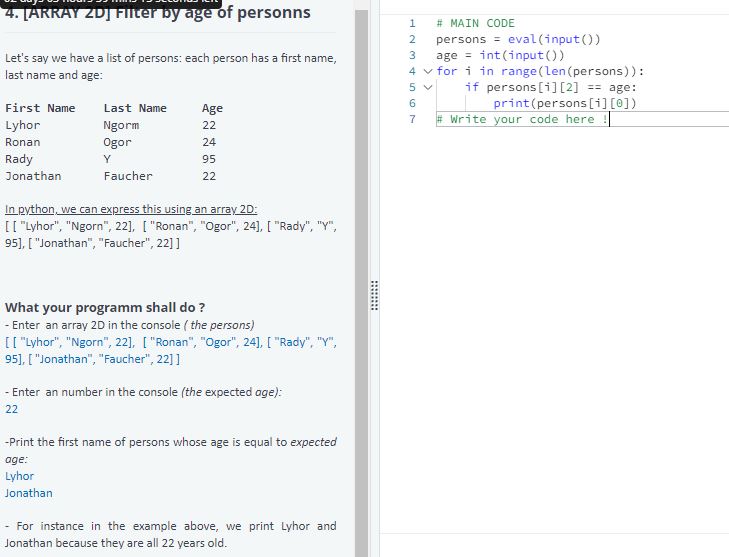 4. [ARRAY 2D] Filter by age of personns
Let's say we have a list of persons: each person has a first name,
last name and age:
First Name Last Name Age
Lyhor Ngorm 22
Ronan Ogor 24
Rady Y 95
Jonathan Faucher 22
In python, we can express this using an array 2D:
[ [ "Lyhor", "Ngorn", 22], [ "Ronan", "Ogor", 24], [ "Rady", "Y",
95], [ "Jonathan", "Faucher", 22] ]
What your programm shall do ?
- Enter an array 2D in the console ( the persons)
[ [ "Lyhor", "Ngorn", 22], [ "Ronan", "Ogor", 24], [ "Rady", "Y",
95], [ "Jonathan", "Faucher", 22] ]
- Enter an number in the console (the expected age):
22
-Print the first name of persons whose age is equal to expected
age:
Lyhor
Jonathan
- For instance in the example above, we print Lyhor and
Jonathan because they are all 22 years old.
1 # MAIN CODE
2 persons = eval(input())
3 age = int(input())
4 for i in range(len(persons)):
5 if persons[i][2] == age:
6 print(persons[i][0])
7 # Write your code here !